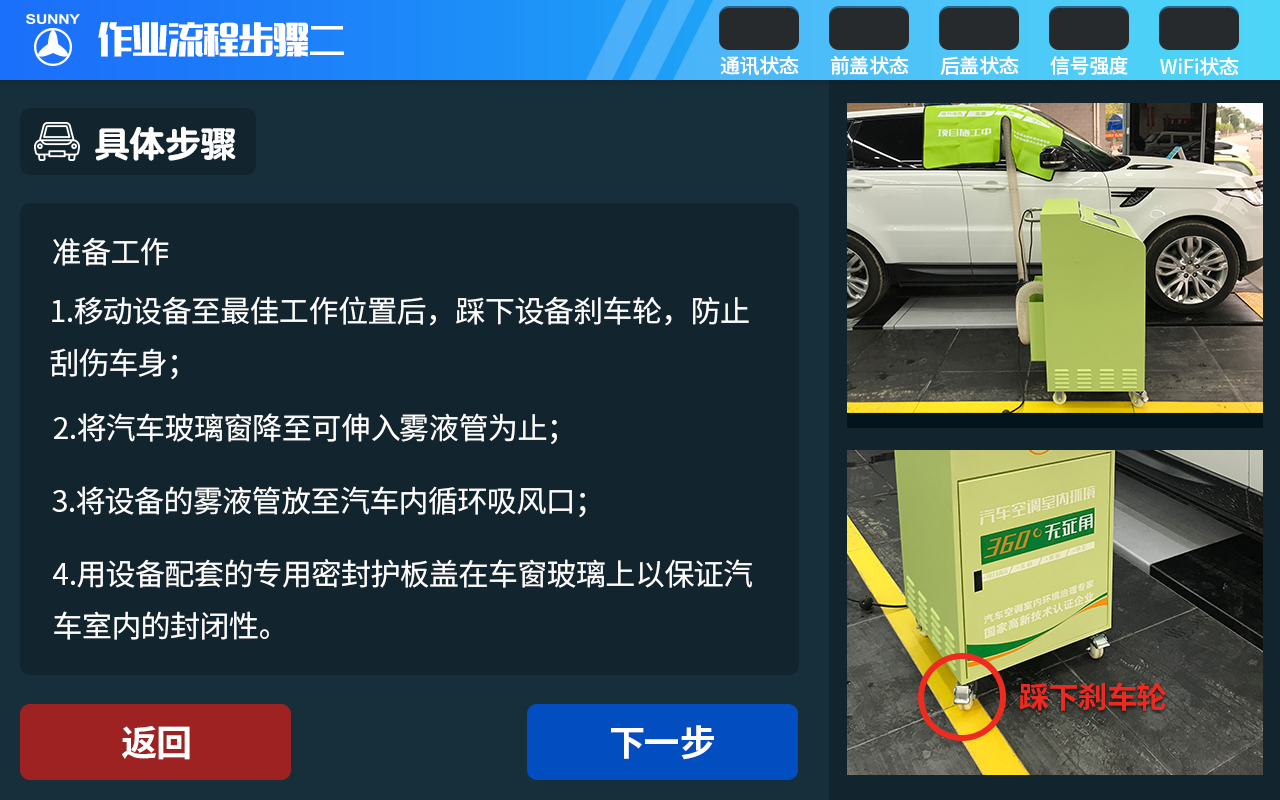 SUNNY
作业流程步骤二
通讯状态
前盖状态
后盖状态
信号强度
WiFi状态
具体步骤
准备工作
1.移动设备至最佳工作位置后，踩下设备刹车轮，防止
刮伤车身；
2.将汽车玻璃窗降至可伸入雾液管为止；
3.将设备的雾液管放至汽车内循环吸风口；
4.用设备配套的专用密封护板盖在车窗玻璃上以保证汽
车室内的封闭性。
返回
下一步
项目施工中
汽车空调室内环境
360°无死角
汽车空调室内环境治理专家
国家高新技术认证企业
踩下刹车轮